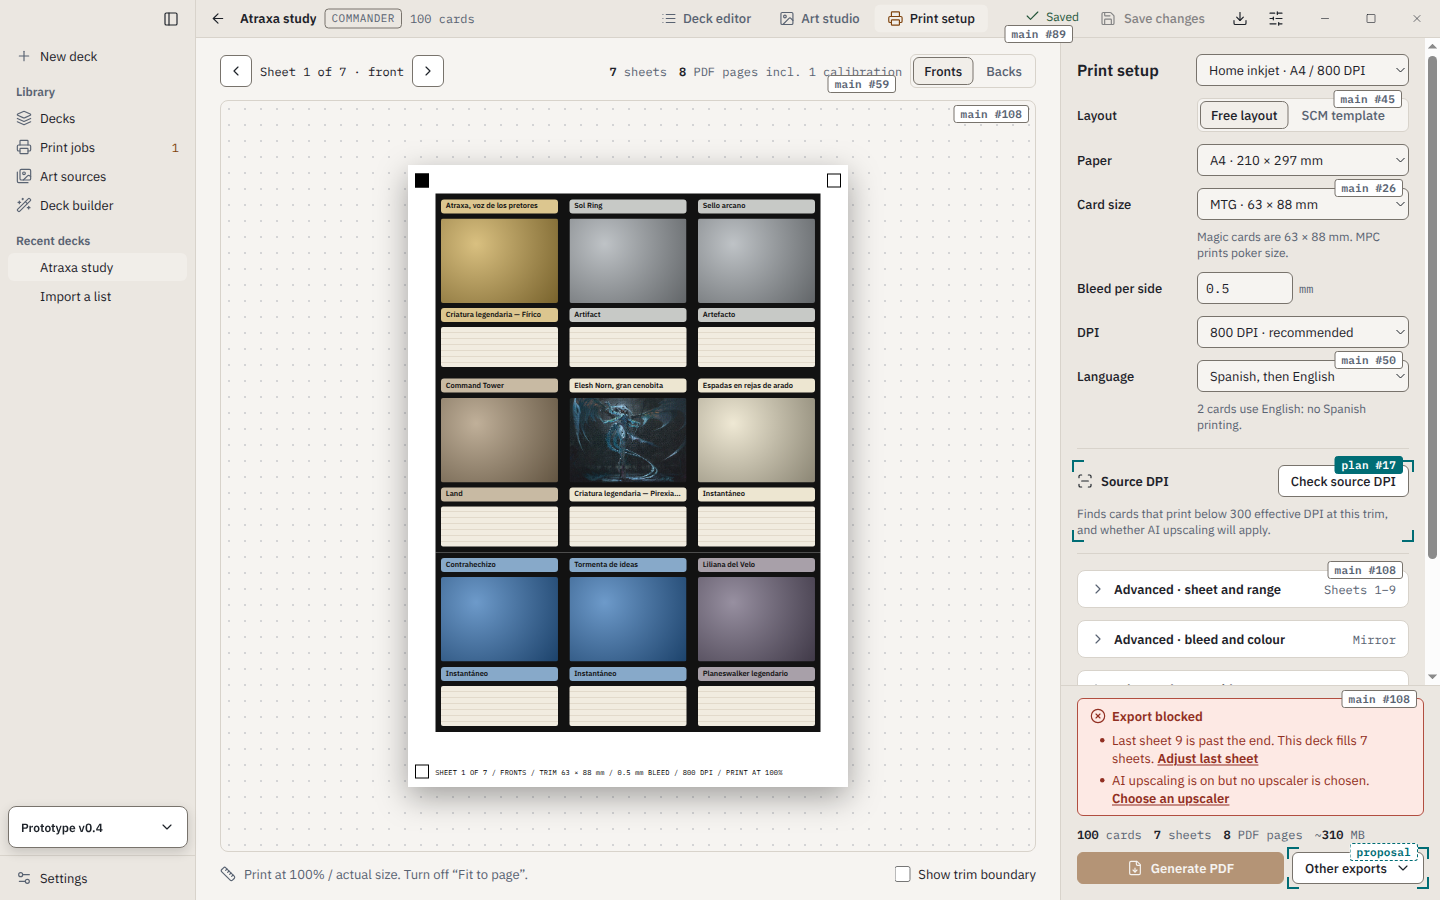 Atraxa study COMMANDER 100 cards
Deck editor
Art studio
Print setup
Saved
Save changes
main #89
New deck
Library
Decks
Print jobs 1
Art sources
Deck builder
Recent decks
Atraxa study
Import a list
Prototype v0.4
Settings
Sheet 1 of 7 · front
7 sheets 8 PDF pages incl. 1 calibration
main #59
Fronts
Backs
main #108
Atraxa, voz de los pretores
Sol Ring
Sello arcano
Criatura legendaria — Fírico
Artifact
Artefacto
Command Tower
Elesh Norn, gran cenobita
Espadas en rejas de arado
Land
Criatura legendaria — Pirexia...
Instantáneo
Contrahechizo
Tormenta de ideas
Liliana del Velo
Instantáneo
Instantáneo
Planeswalker legendario
SHEET 1 OF 7 / FRONTS / TRIM 63 × 88 mm / 0.5 mm BLEED / 800 DPI / PRINT AT 100%
Print at 100% / actual size. Turn off “Fit to page”.
Show trim boundary
Print setup
Home inkjet · A4 / 800 DPI
main #45
Layout
Free layout
SCM template
Paper
A4 · 210 × 297 mm
main #26
Card size
MTG · 63 × 88 mm
Magic cards are 63 × 88 mm. MPC
prints poker size.
Bleed per side
0.5 mm
DPI
800 DPI · recommended
main #50
Language
Spanish, then English
2 cards use English: no Spanish
printing.
plan #17
Source DPI
Check source DPI
Finds cards that print below 300 effective DPI at this trim,
and whether AI upscaling will apply.
main #108
Advanced · sheet and range Sheets 1–9
Advanced · bleed and colour Mirror
main #108
Export blocked
• Last sheet 9 is past the end. This deck fills 7
sheets. Adjust last sheet
• AI upscaling is on but no upscaler is chosen.
Choose an upscaler
100 cards 7 sheets 8 PDF pages ~310 MB
proposal
Generate PDF
Other exports